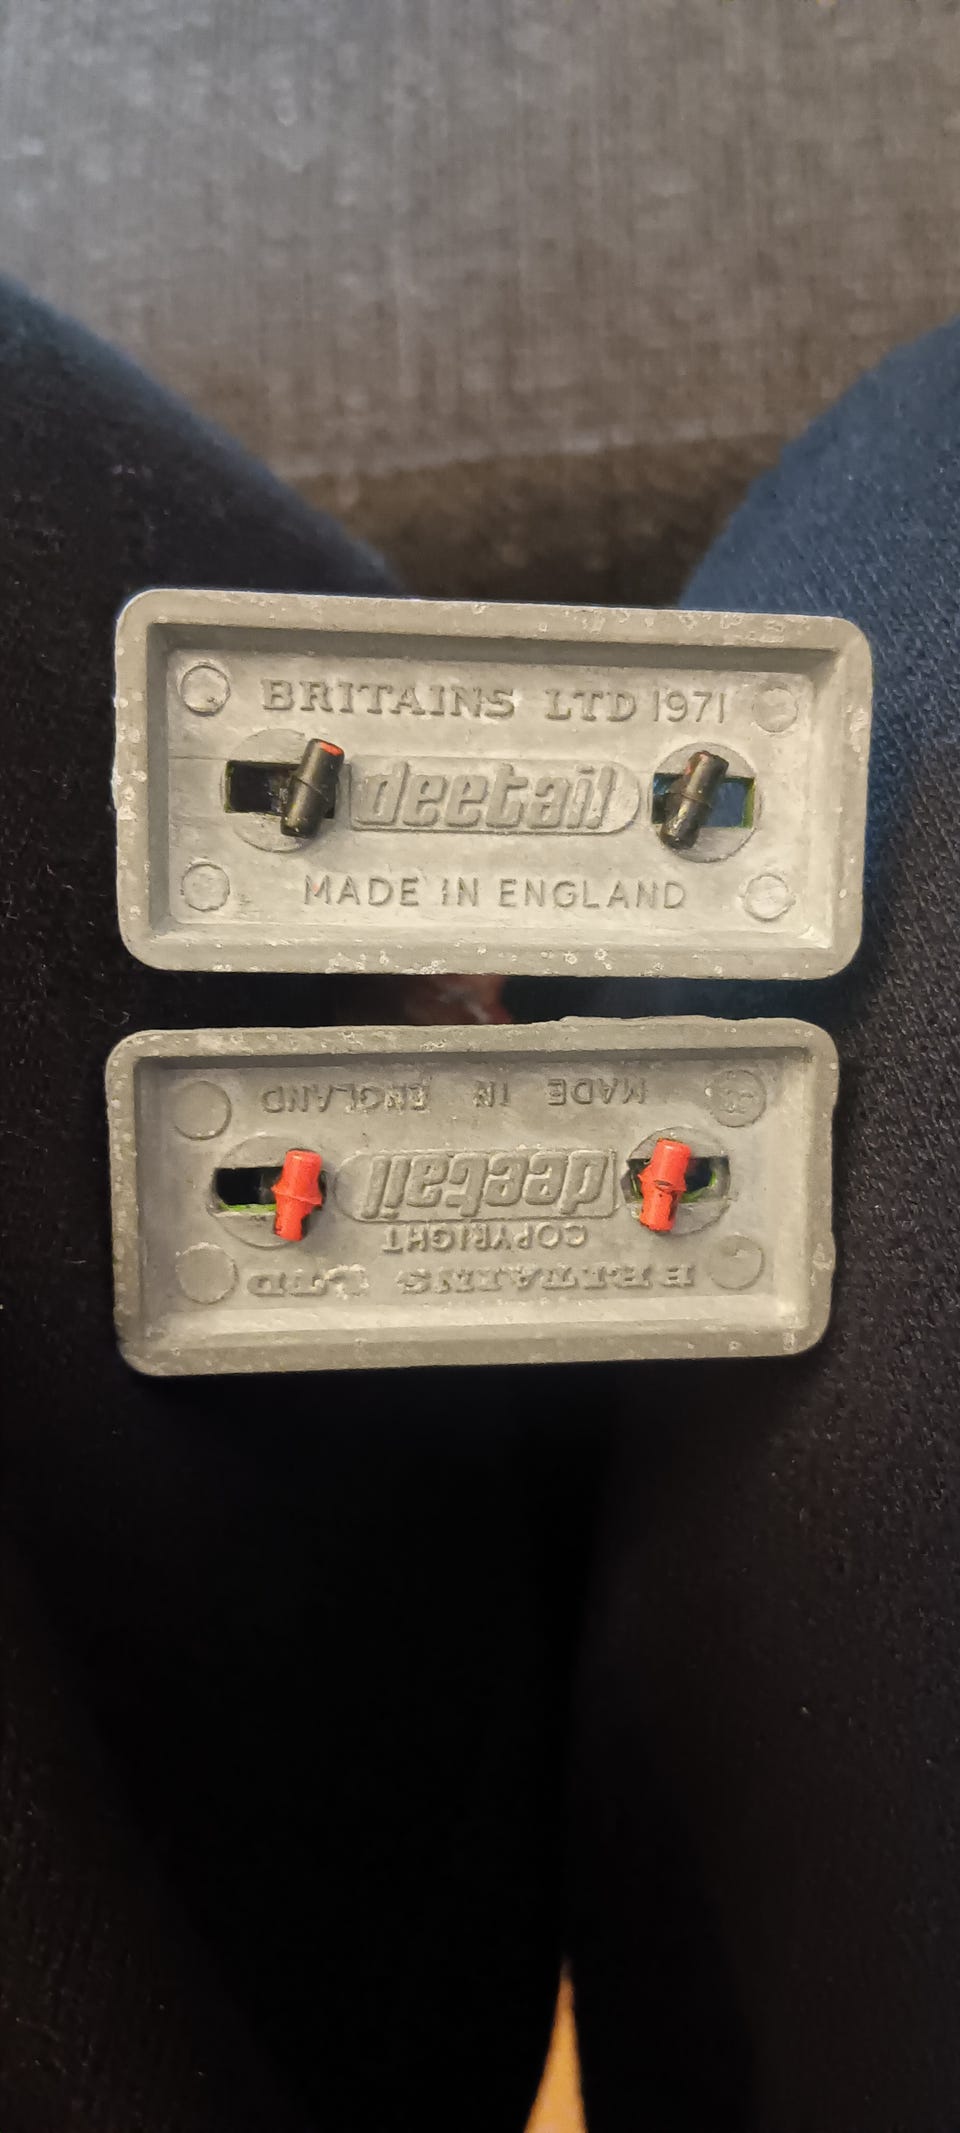 BRITAINS LTD 1971
deetail
MADE IN ENGLAND
MADE IN ENGLAND
deetail
COPYRIGHT
BRITAINS LTD